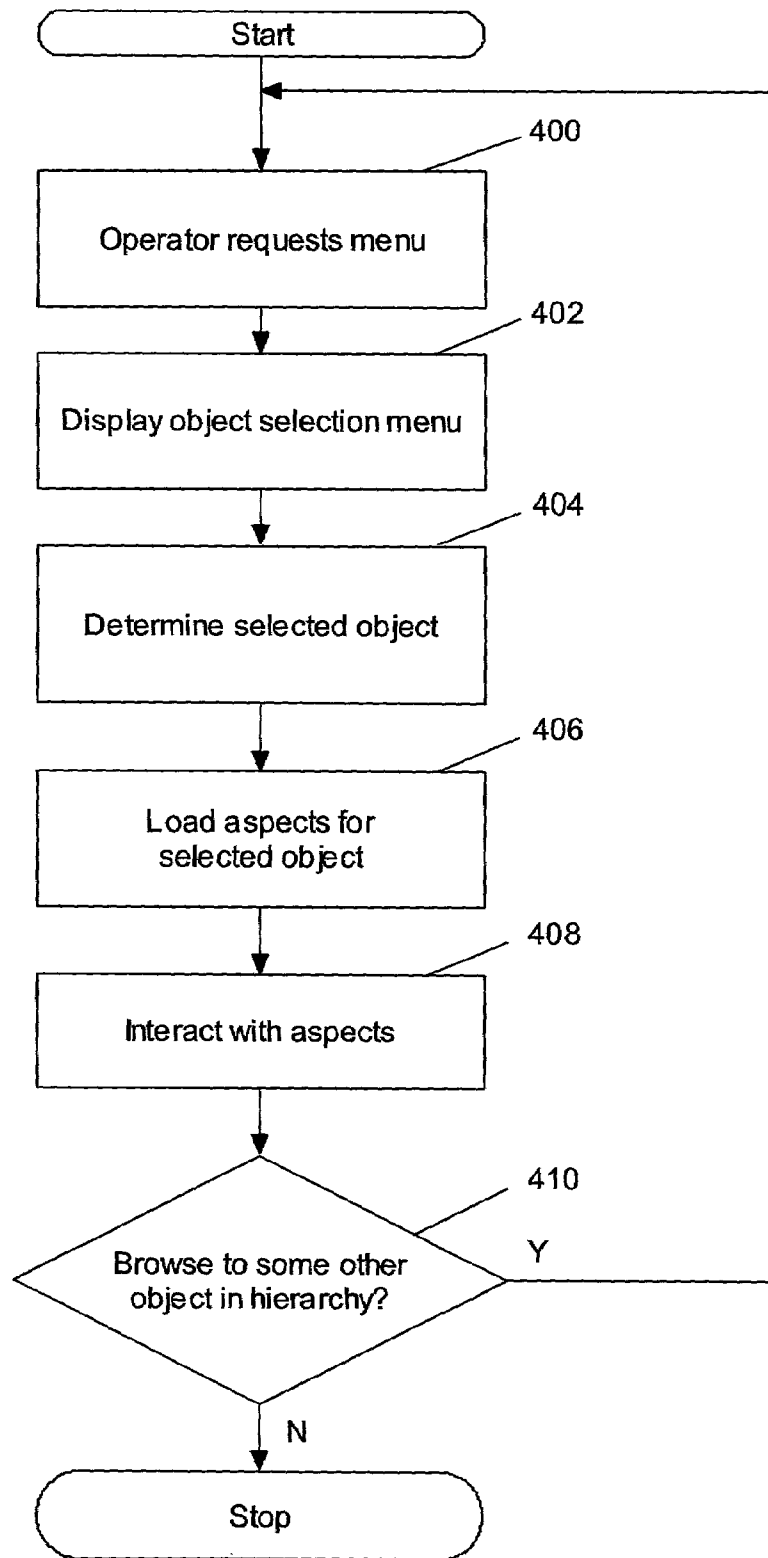 Start
400
Operator requests menu
402
Display object selection menu
404
Determine selected object
406
Load aspects for
selected object
408
Interact with aspects
410
Browse to some other
object in hierarchy?
Y
N
Stop